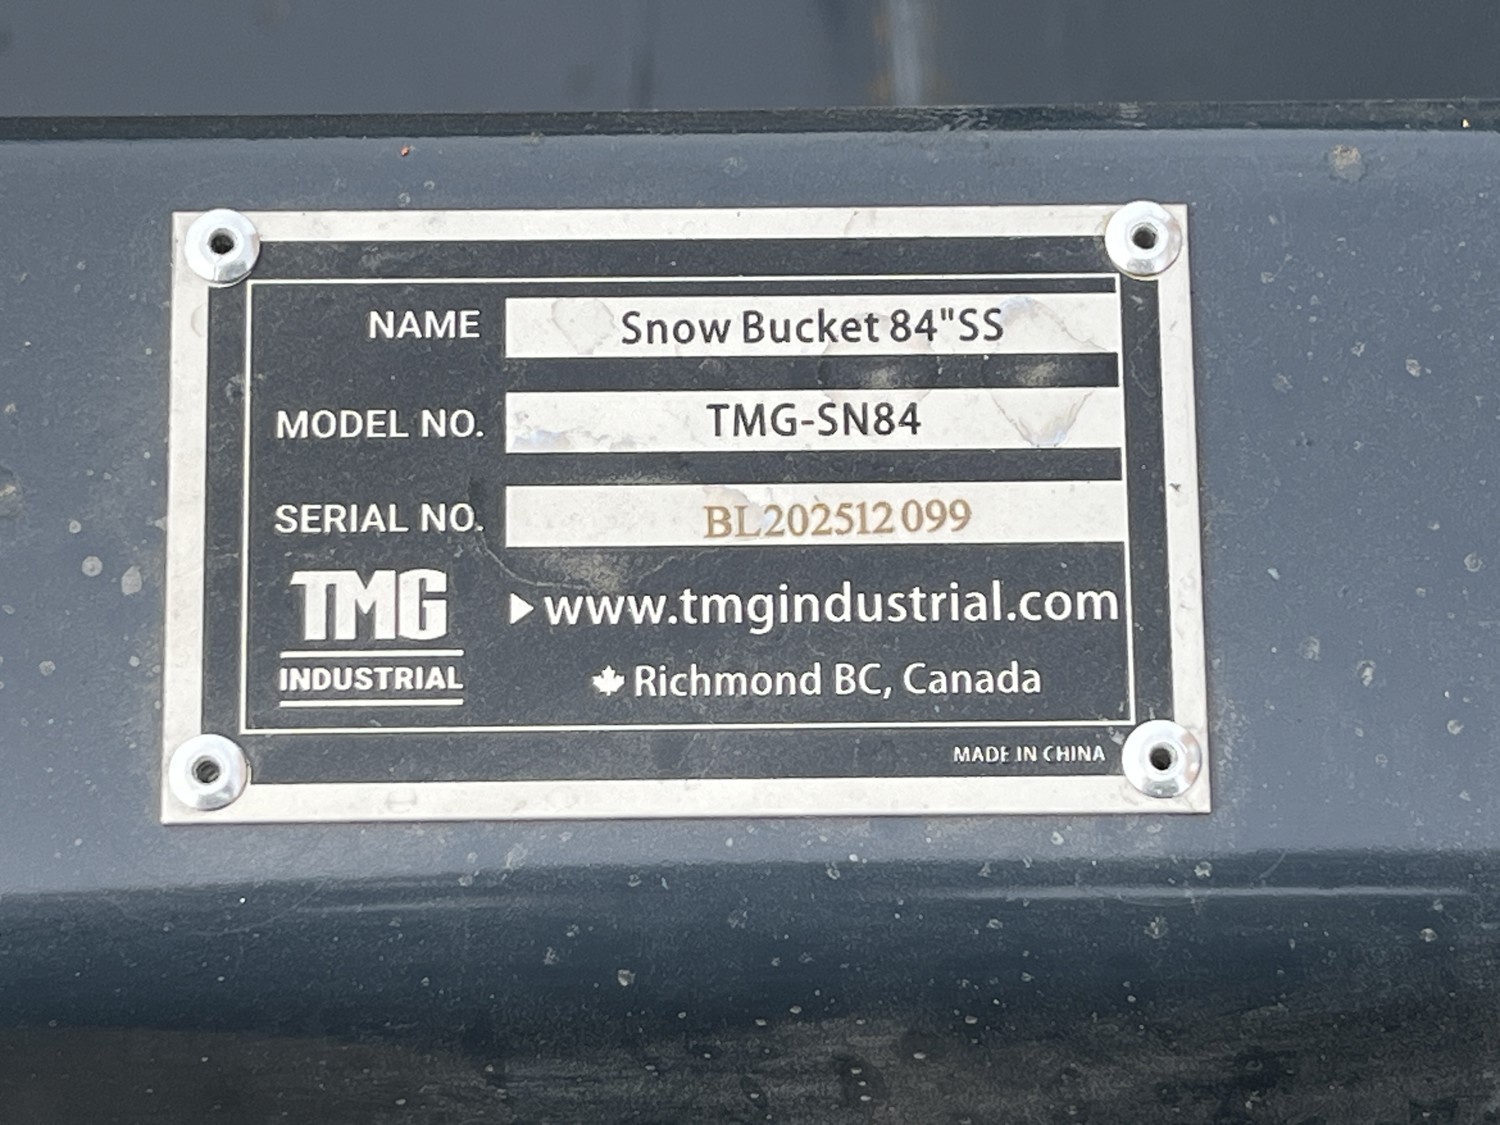 NAME Snow Bucket 84"SS
MODEL NO. TMG-SN84
SERIAL NO. BL202512099
TMG
INDUSTRIAL
www.tmgindustrial.com
Richmond BC, Canada
MADE IN CHINA